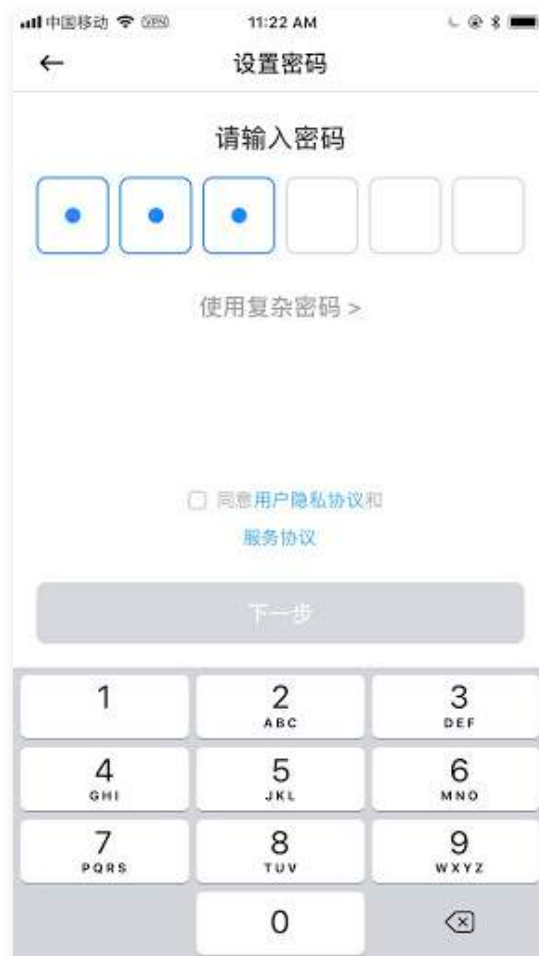 中国移动 VPN 11:22 AM
设置密码
请输入密码
使用复杂密码 >
同意用户隐私协议和
服务协议
下一步
1 2 3
ABC DEF
4 5 6
GHI JKL MNO
7 8 9
PQRS TUV WXYZ
0